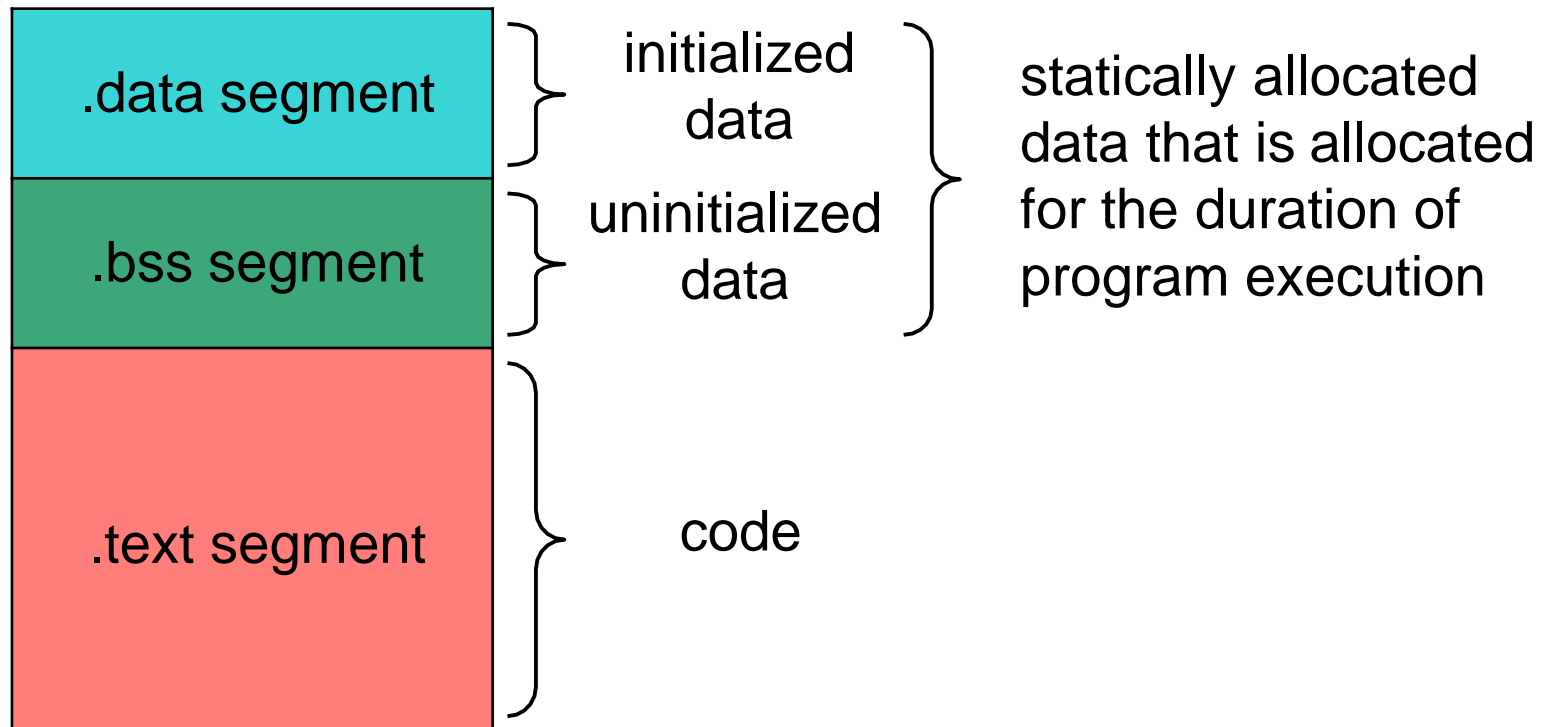 .data segment
initialized
data
statically allocated
data that is allocated
for the duration of
program execution
.bss segment
uninitialized
data
.text segment
code